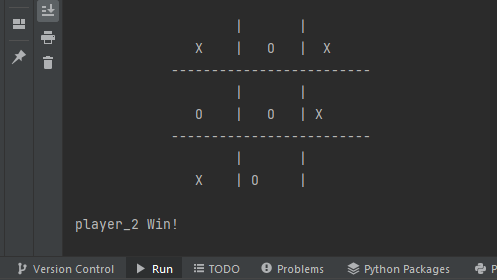 |       |
X    |   O   |  X
-------------------------
|       |
O    |   O   | X
-------------------------
|       |
X    | O     |
player_2 Win!
Version Control   Run   TODO   Problems   Python Packages   P